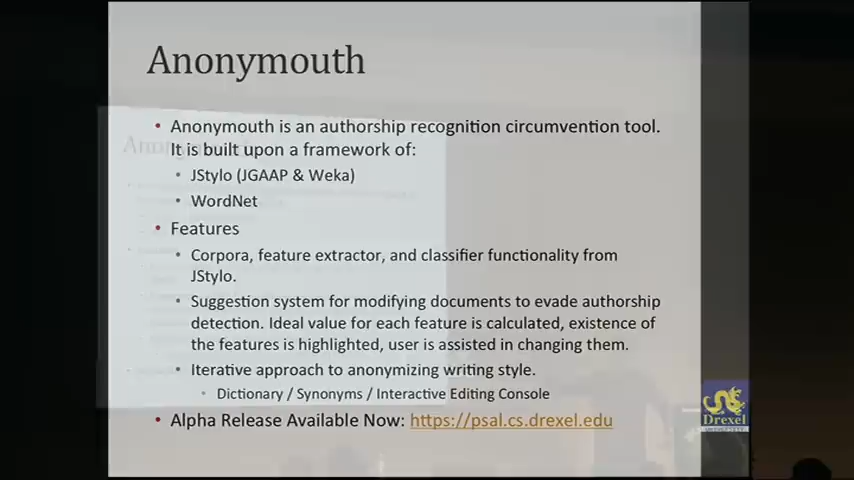 Anonymouth
• Anonymouth is an authorship recognition circumvention tool.
It is built upon a framework of:
• JStylo (JGAAP & Weka)
• WordNet
• Features
• Corpora, feature extractor, and classifier functionality from
JStylo.
• Suggestion system for modifying documents to evade authorship
detection. Ideal value for each feature is calculated, existence of
the features is highlighted, user is assisted in changing them.
• Iterative approach to anonymizing writing style.
• Dictionary / Synonyms / Interactive Editing Console
• Alpha Release Available Now: https://psal.cs.drexel.edu
Drexel
UNIVERSITY